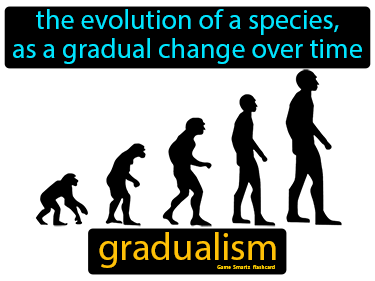 the evolution of a species,
as a gradual change over time
gradualism
Game Smartz flashcard